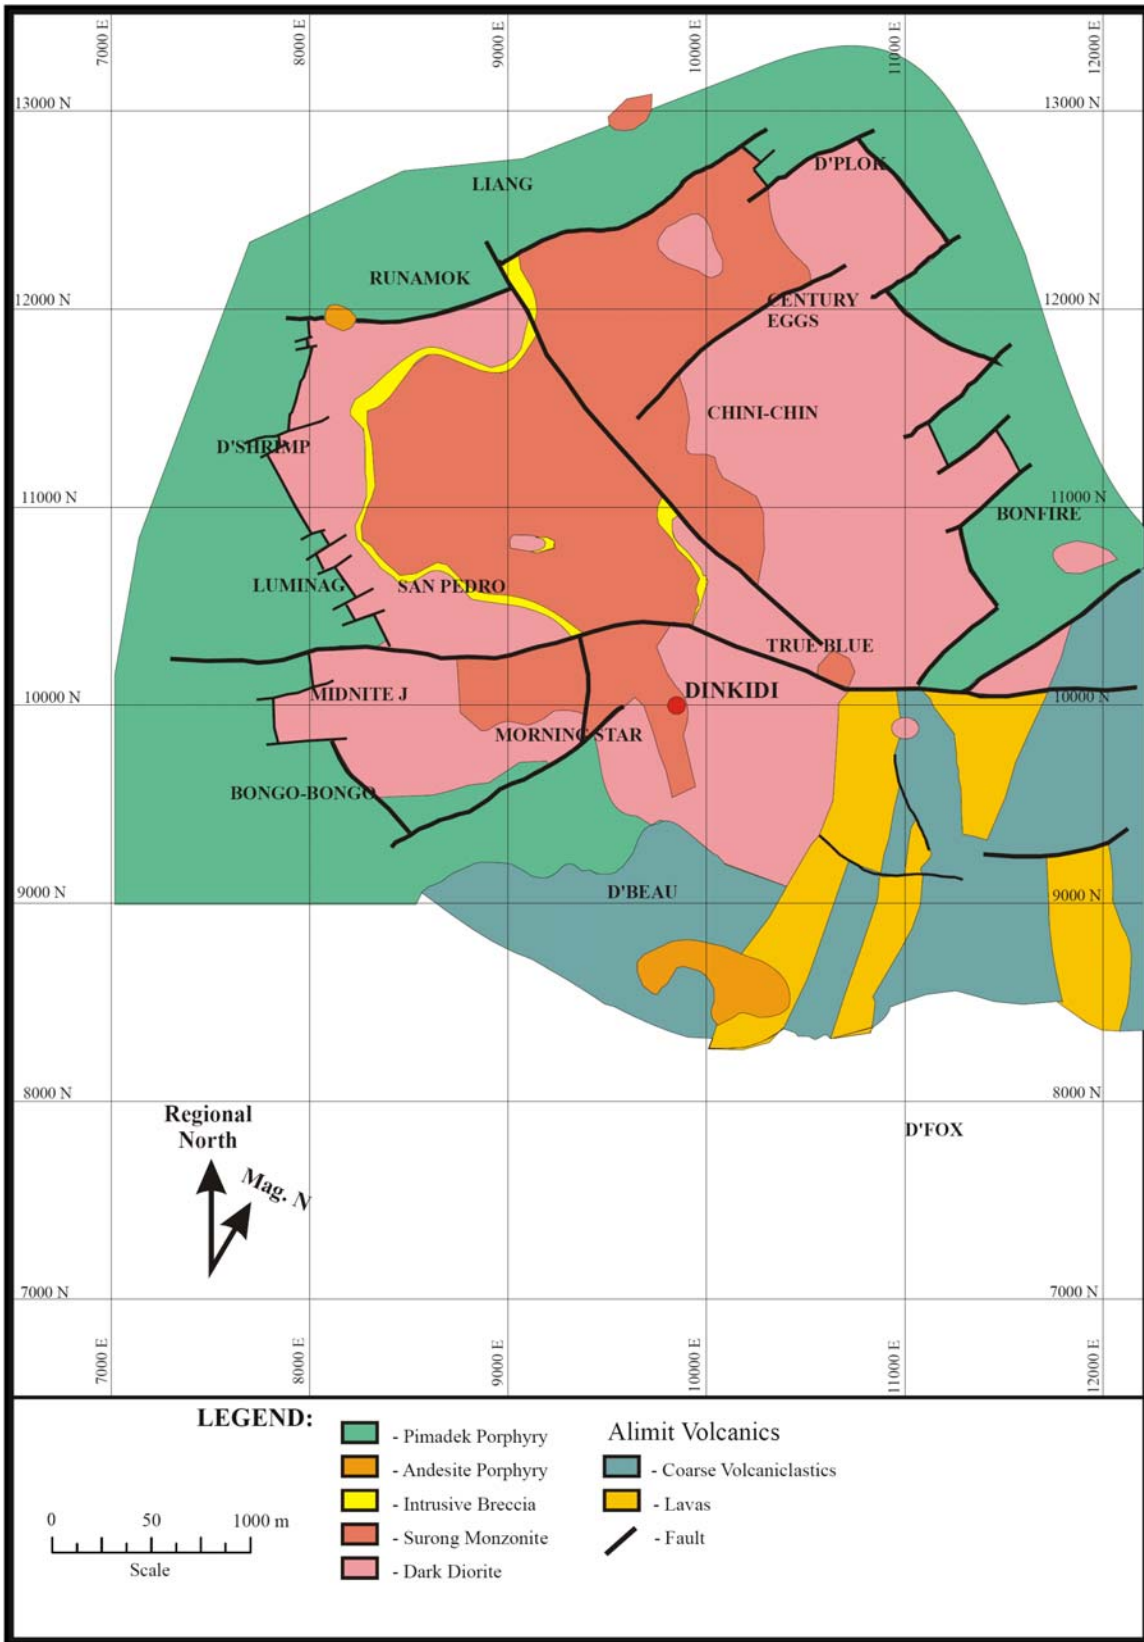 7000 E
8000 E
9000 E
10000 E
11000 E
12000 E
13000 N
13000 N
D'PLOK
LIANG
RUNAMOK
12000 N
CENTURY
EGGS
12000 N
CHINI-CHIN
D'SHRIMP
11000 N
11000 N
BONFIRE
LUMINAG
SAN PEDRO
TRUE BLUE
MIDNITE J
DINKIDI
10000 N
10000 N
MORNING STAR
BONGO-BONGO
D'BEAU
9000 N
9000 N
8000 N
8000 N
Regional
North
D'FOX
Mag. N
7000 N
7000 N
7000 E
8000 E
9000 E
10000 E
11000 E
12000 E
LEGEND:
- Pimadek Porphyry
- Andesite Porphyry
- Intrusive Breccia
- Surong Monzonite
- Dark Diorite
Alimit Volcanics
- Coarse Volcaniclastics
- Lavas
- Fault
0 50 1000 m
Scale